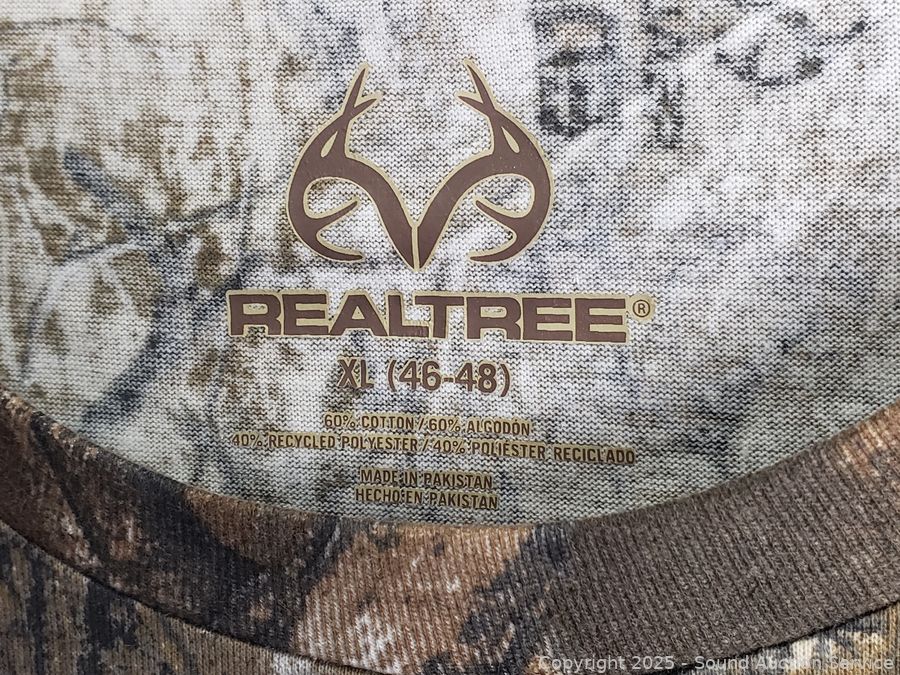 REALTREE®
XL (46-48)
60% COTTON / 60% ALGODÓN
40% RECYCLED POLYESTER / 40% POLIÉSTER RECICLADO
MADE IN PAKISTAN
HECHO EN PAKISTAN
Copyright 2025 - Sound Auction Service